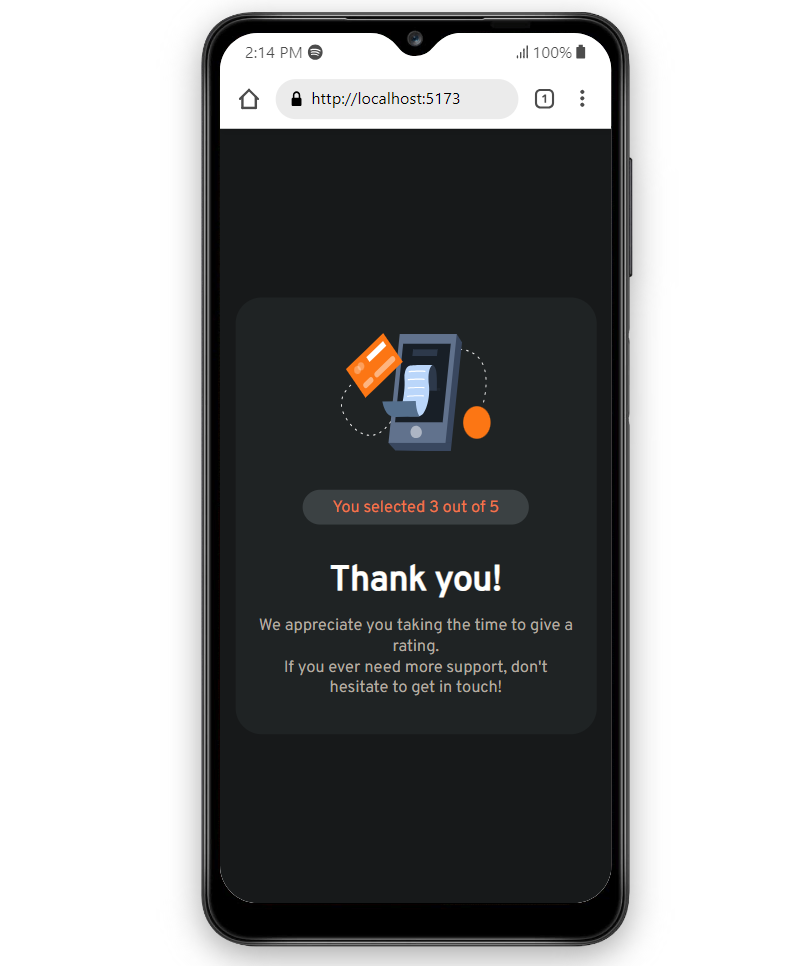 2:14 PM 100%
http://localhost:5173 1
You selected 3 out of 5
Thank you!
We appreciate you taking the time to give a
rating.
If you ever need more support, don't
hesitate to get in touch!